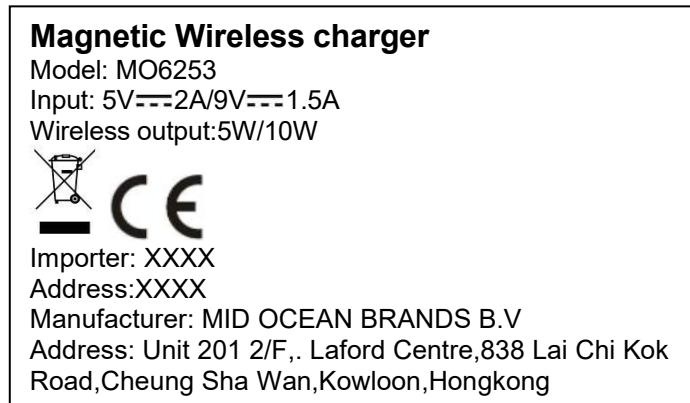 Magnetic Wireless charger
Model: MO6253
Input: 5V⎓2A/9V⎓1.5A
Wireless output:5W/10W
CE
Importer: XXXX
Address:XXXX
Manufacturer: MID OCEAN BRANDS B.V
Address: Unit 201 2/F,. Laford Centre,838 Lai Chi Kok
Road,Cheung Sha Wan,Kowloon,Hongkong